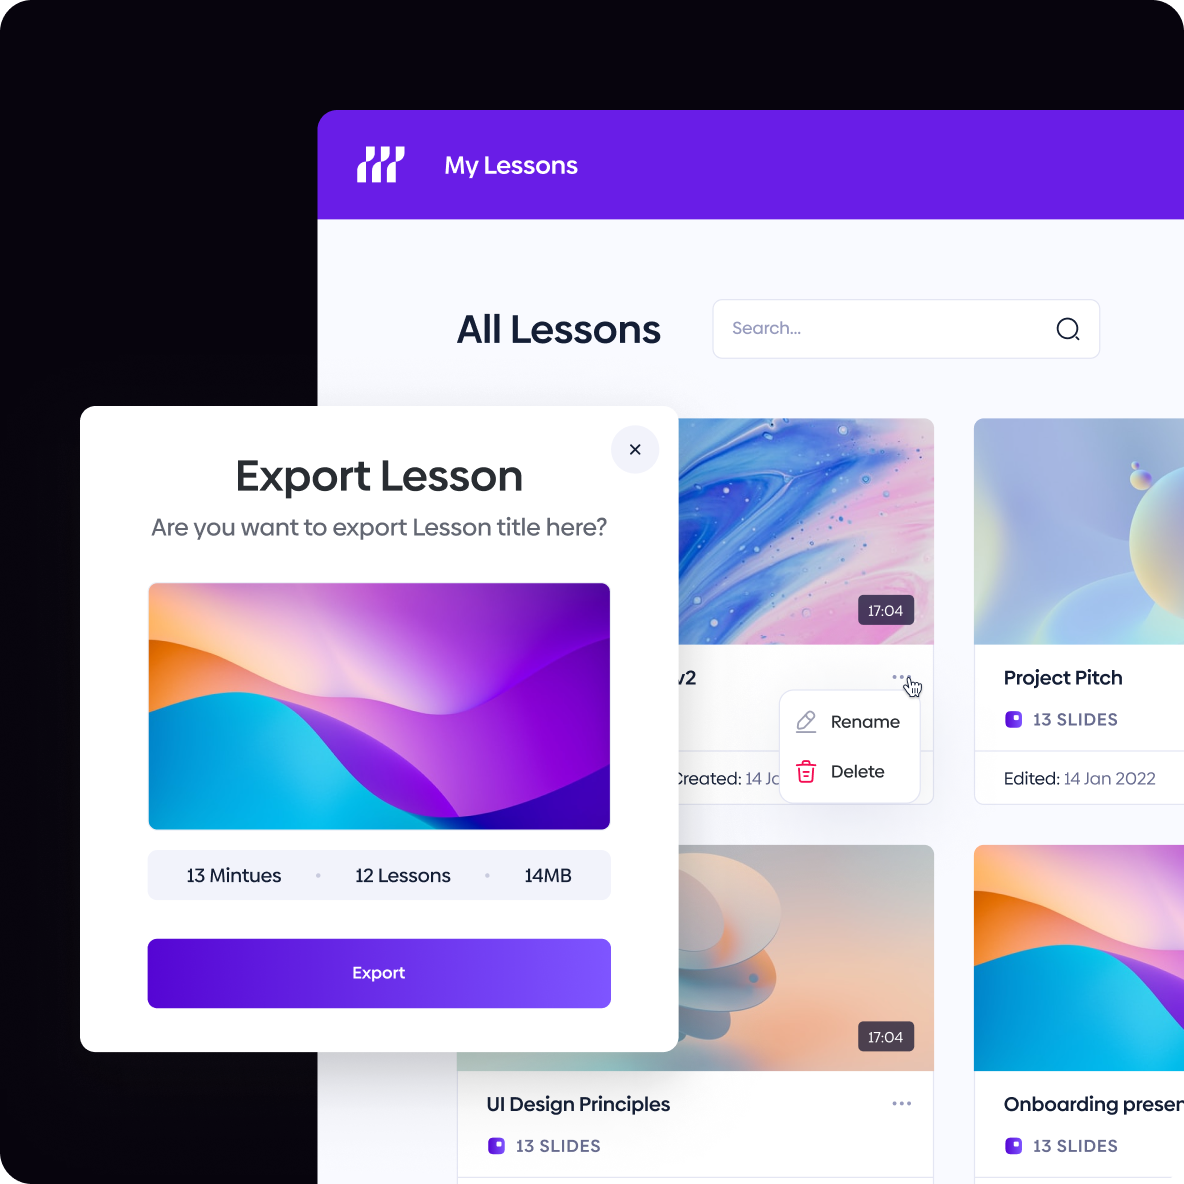 My Lessons
All Lessons
Search...
Export Lesson
Are you want to export Lesson title here?
13 Mintues
12 Lessons
14MB
Export
17:04
v2
Rename
Delete
Created: 14 Ja
Project Pitch
13 SLIDES
Edited: 14 Jan 2022
17:04
UI Design Principles
13 SLIDES
Onboarding presen
13 SLIDES